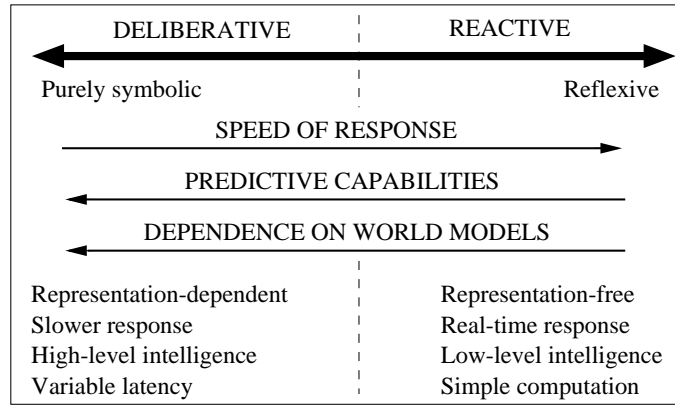 DELIBERATIVE REACTIVE
Purely symbolic Reflexive
SPEED OF RESPONSE
PREDICTIVE CAPABILITIES
DEPENDENCE ON WORLD MODELS
Representation-dependent Representation-free
Slower response Real-time response
High-level intelligence Low-level intelligence
Variable latency Simple computation